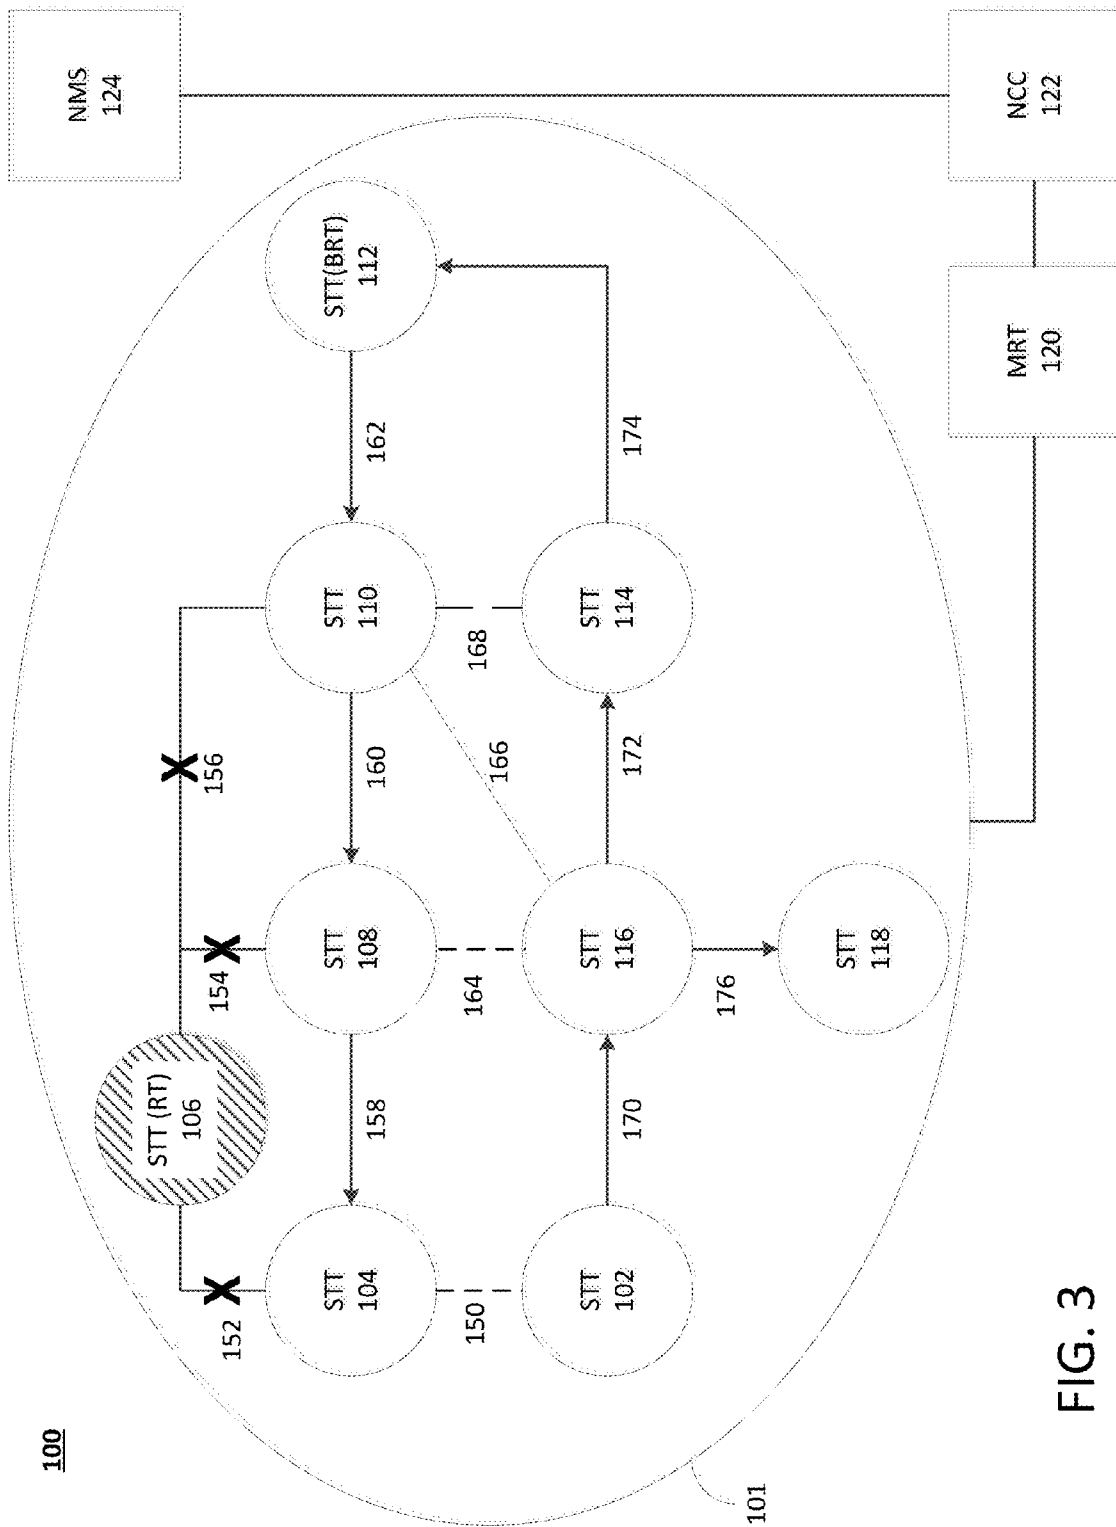 100
NMS
124
STT (RT)
106
152
154
156
STT
104
STT
108
STT
110
STT(BRT)
112
158
160
162
150
164
166
168
STT
102
STT
116
STT
114
170
172
174
176
STT
118
101
MRT
120
NCC
122
FIG. 3